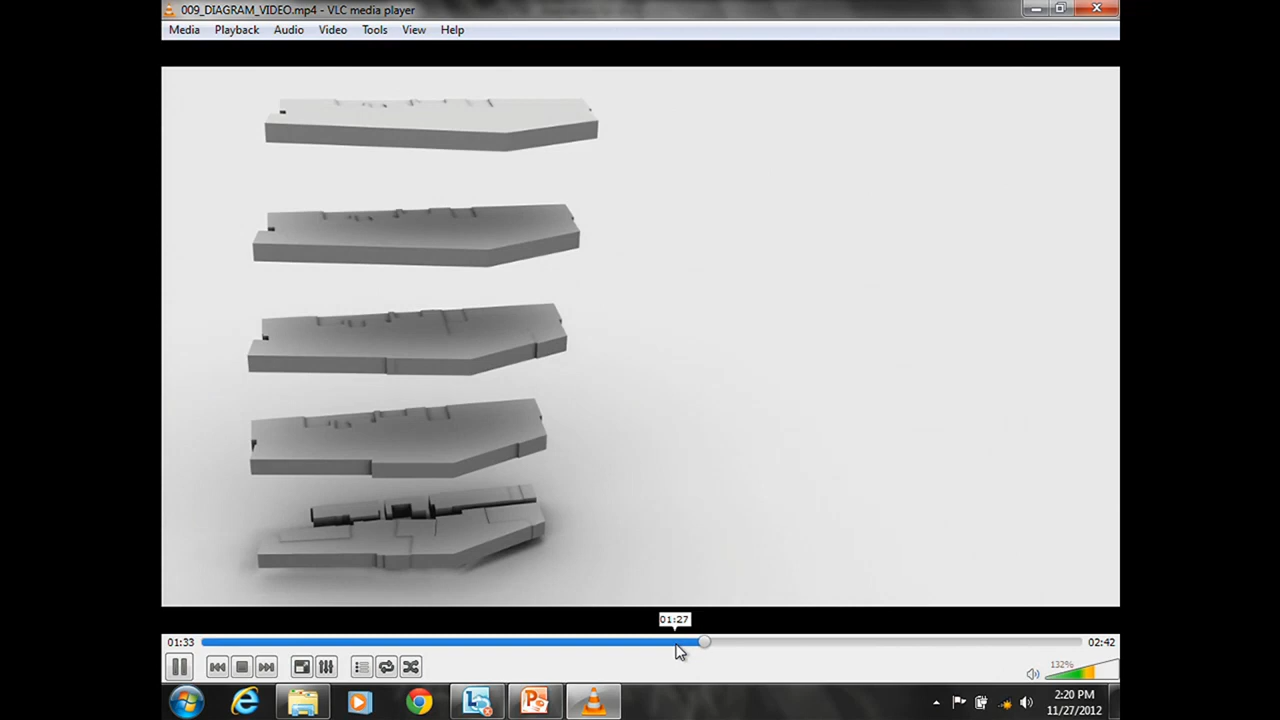 009_DIAGRAM_VIDEO.mp4 - VLC media player
Media Playback Audio Video Tools View Help
01:27
01:33 02:42
132%
2:20 PM
11/27/2012